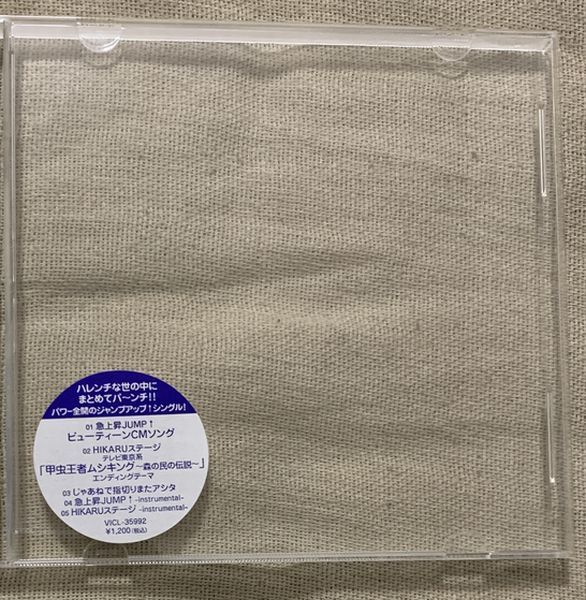 ハレンチな世の中に
まとめてパ〜ンチ!!
パワー全開のジャンプアップ↑シングル!
01 急上昇JUMP↑
ビューティーンCMソング
02 HIKARUステージ
テレビ東京系
「甲虫王者ムシキング〜森の民の伝説〜」
エンディングテーマ
03 じゃあねで指切りまたアシタ
04 急上昇JUMP↑ -instrumental-
05 HIKARUステージ -instrumental-
VICL-35992
¥1,200(税込)